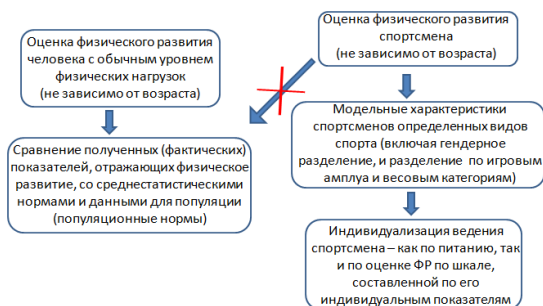 Оценка физического развития
человека с обычным уровнем
физических нагрузок
(не зависимо от возраста)
Сравнение полученных (фактических)
показателей, отражающих физическое
развитие, со среднестатистическими
нормами и данными для популяции
(популяционные нормы)
Оценка физического развития
спортсмена
(не зависимо от возраста)
Модельные характеристики
спортсменов определенных видов
спорта (включая гендерное
разделение, и разделение по игровым
амплуа и весовым категориям)
Индивидуализация ведения
спортсмена – как по питанию, так
и по оценке ФР по шкале,
составленной по его
индивидуальным показателям